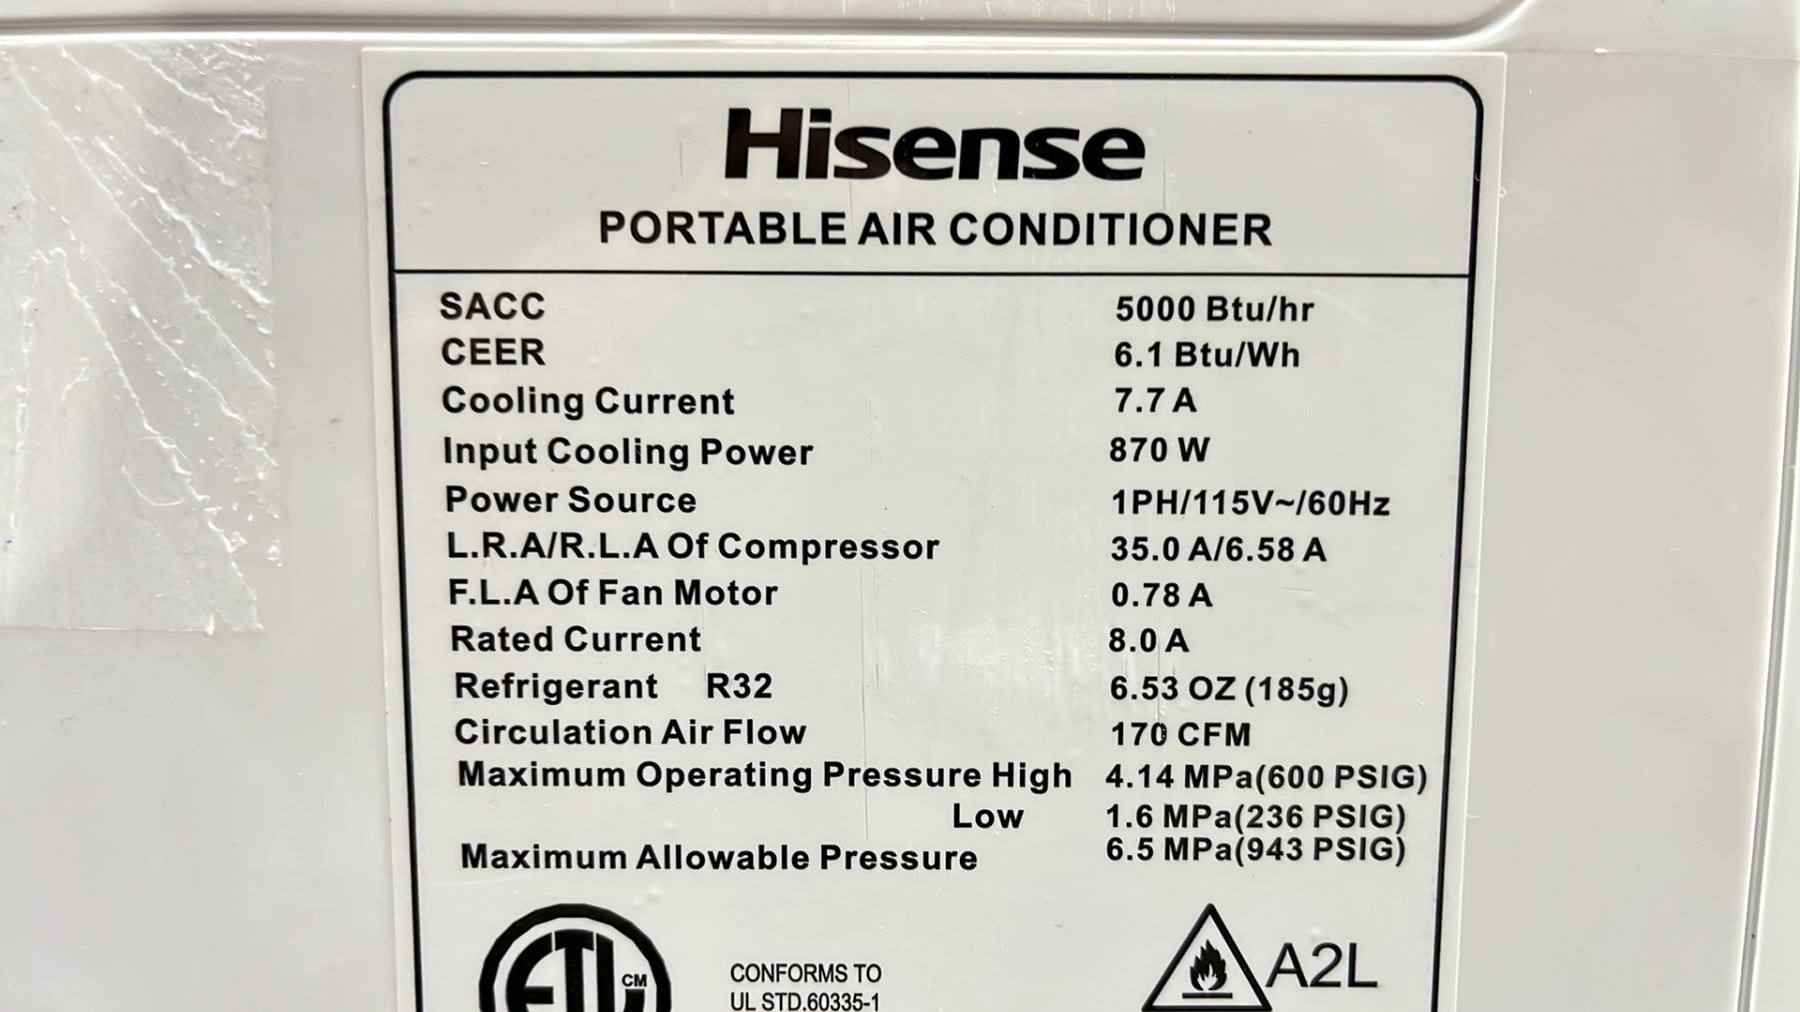 Hisense
PORTABLE AIR CONDITIONER
SACC 5000 Btu/hr
CEER 6.1 Btu/Wh
Cooling Current 7.7 A
Input Cooling Power 870 W
Power Source 1PH/115V~/60Hz
L.R.A/R.L.A Of Compressor 35.0 A/6.58 A
F.L.A Of Fan Motor 0.78 A
Rated Current 8.0 A
Refrigerant R32 6.53 OZ (185g)
Circulation Air Flow 170 CFM
Maximum Operating Pressure High 4.14 MPa(600 PSIG)
Low 1.6 MPa(236 PSIG)
Maximum Allowable Pressure 6.5 MPa(943 PSIG)
ETL CM
CONFORMS TO
UL STD.60335-1
A2L